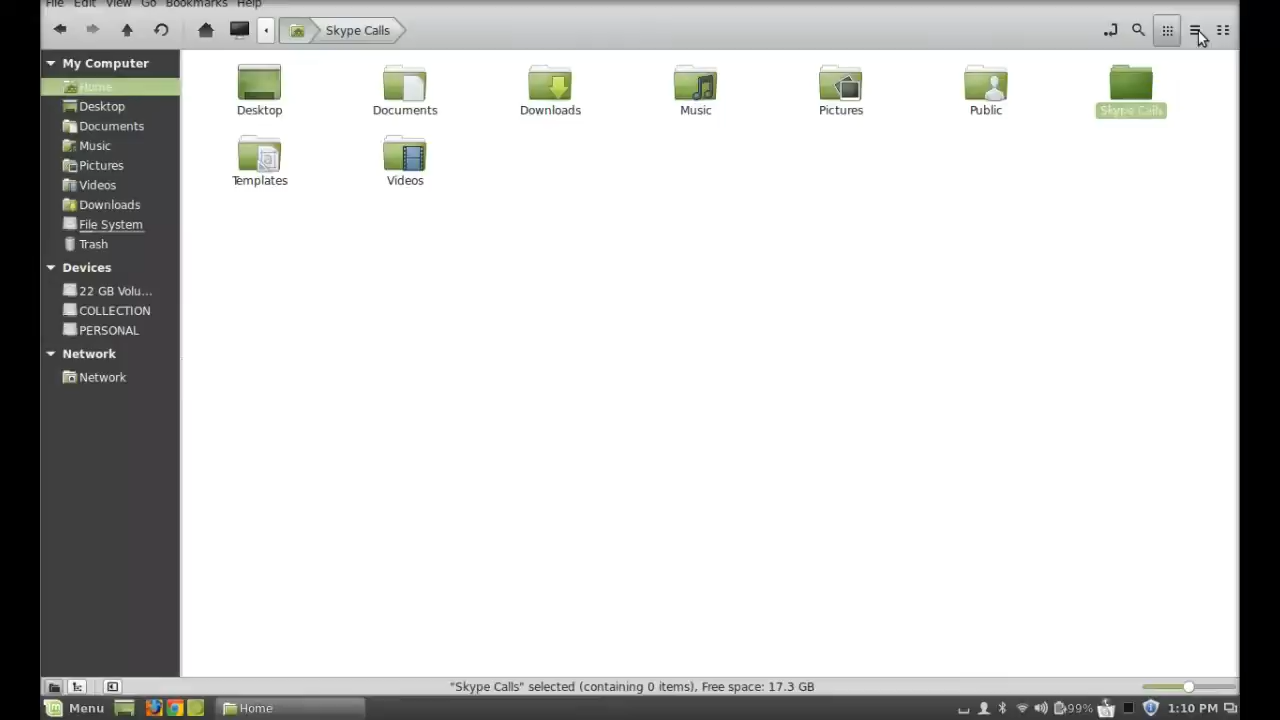 File Edit View Go Bookmarks Help
Skype Calls
My Computer
Home
Desktop
Documents
Music
Pictures
Videos
Downloads
File System
Trash
Devices
22 GB Volu...
COLLECTION
PERSONAL
Network
Network
Desktop Documents Downloads Music Pictures Public Skype Calls
Templates Videos
"Skype Calls" selected (containing 0 items), Free space: 17.3 GB
Menu Home 99% 1:10 PM